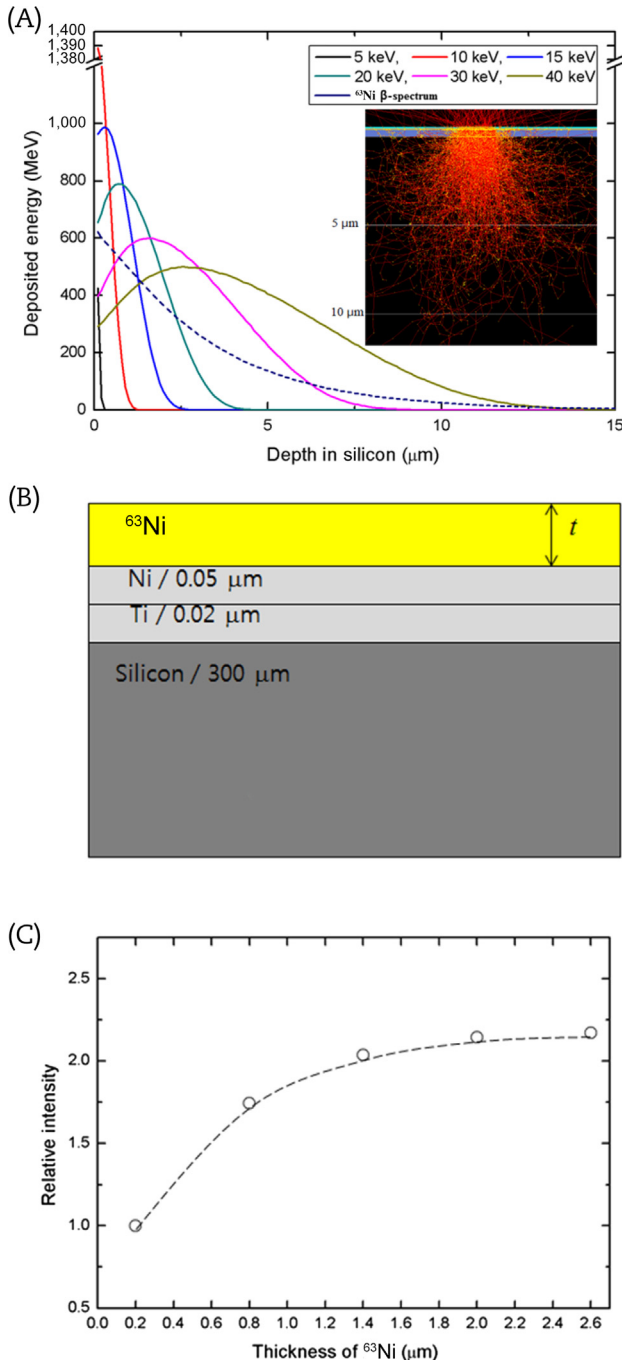 (A)
1,400
1,390
1,380
1,000
800
600
400
200
0
Deposited energy (MeV)
5 keV, 10 keV, 15 keV
20 keV, 30 keV, 40 keV
⁶³Ni β-spectrum
5 μm
10 μm
0 5 10 15
Depth in silicon (μm)
(B)
⁶³Ni
t
Ni / 0.05 μm
Ti / 0.02 μm
Silicon / 300 μm
(C)
2.5
2.0
1.5
1.0
0.5
Relative intensity
0.0 0.2 0.4 0.6 0.8 1.0 1.2 1.4 1.6 1.8 2.0 2.2 2.4 2.6
Thickness of ⁶³Ni (μm)